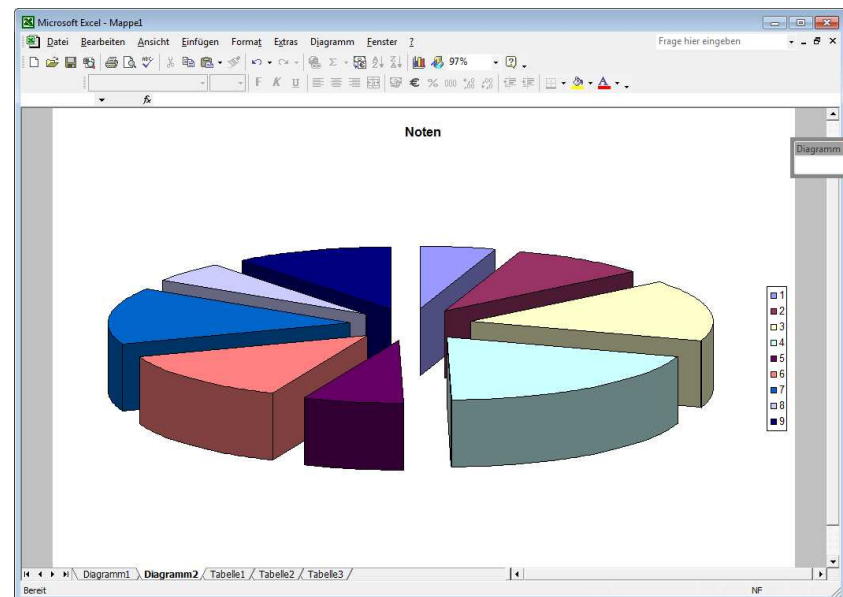 Microsoft Excel - Mappe1
Datei Bearbeiten Ansicht Einfügen Format Extras Diagramm Fenster ?
Frage hier eingeben
97%
F K U € % 000
fx
Noten
Diagramm
1
2
3
4
5
6
7
8
9
Diagramm1 Diagramm2 Tabelle1 Tabelle2 Tabelle3
Bereit
NF